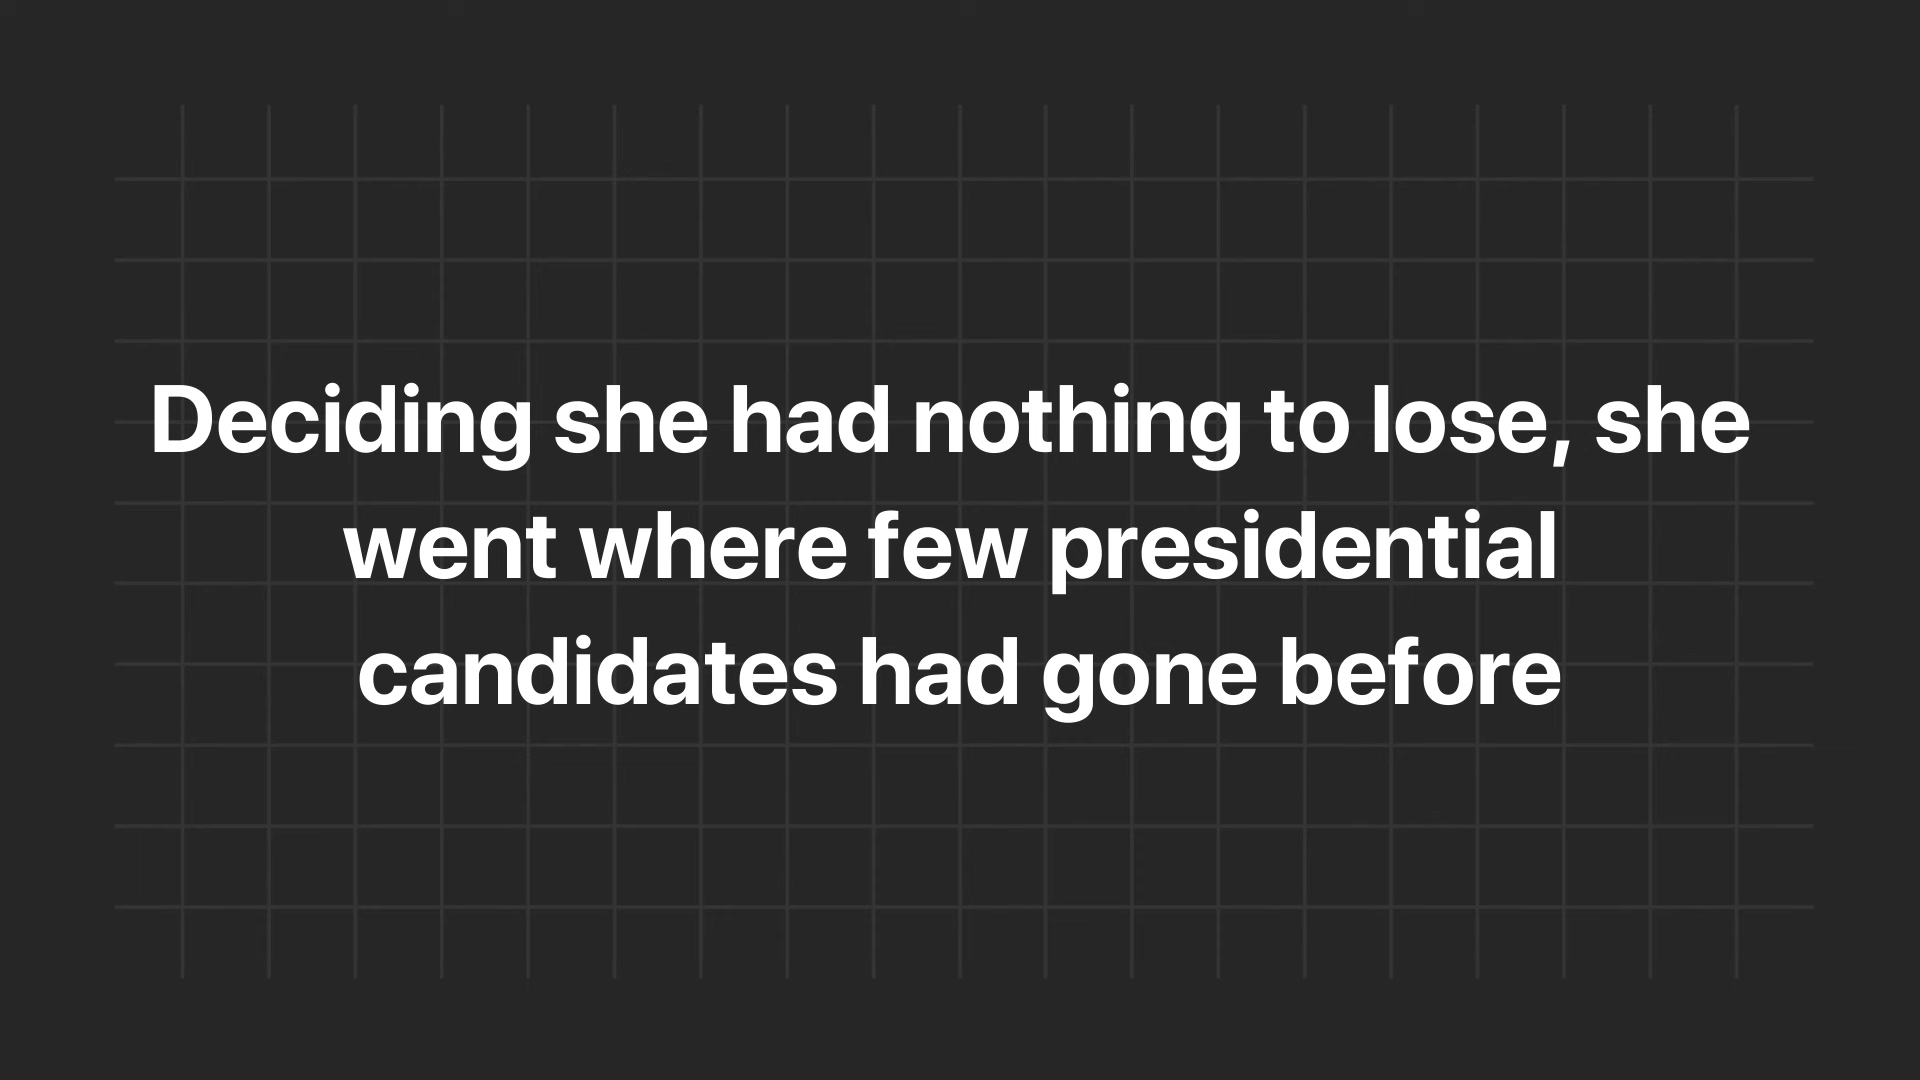 Deciding she had nothing to lose, she
went where few presidential
candidates had gone before